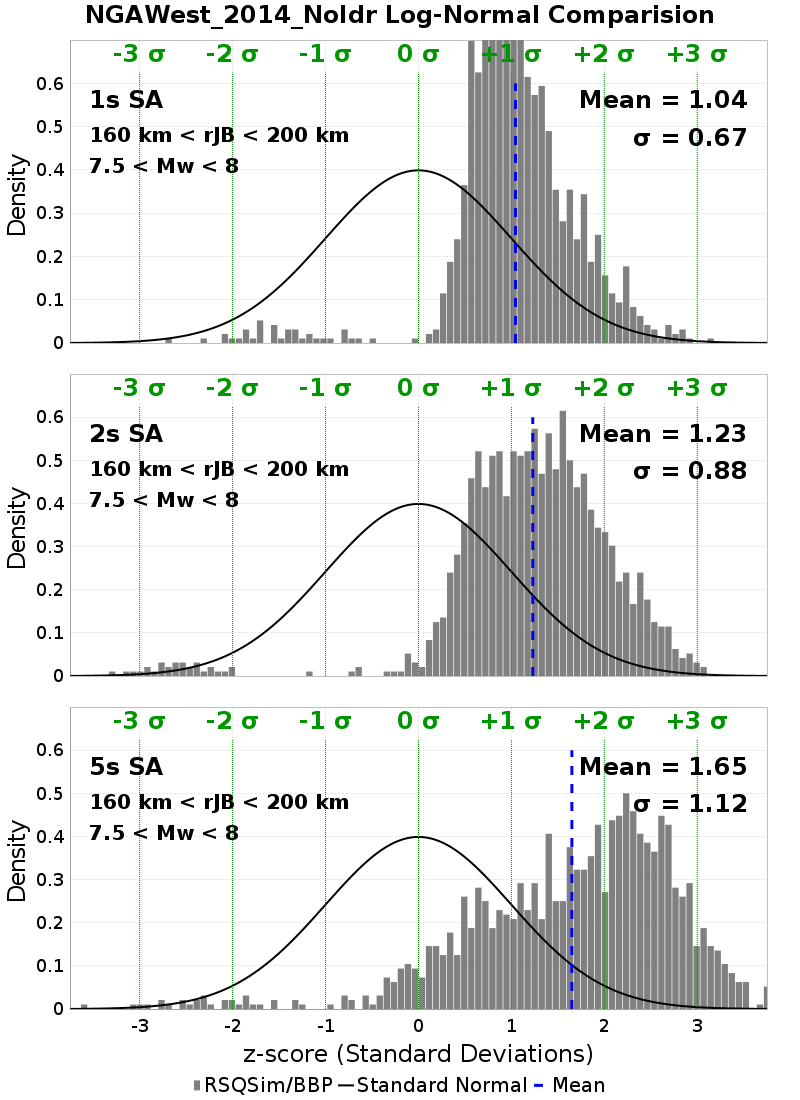 NGAWest_2014_NoIdr Log-Normal Comparision
-3 σ -2 σ -1 σ 0 σ +1 σ +2 σ +3 σ
1s SA
Mean = 1.04
160 km < rJB < 200 km
σ = 0.67
7.5 < Mw < 8
Density
0.6
0.5
0.4
0.3
0.2
0.1
0
-3 σ -2 σ -1 σ 0 σ +1 σ +2 σ +3 σ
2s SA
Mean = 1.23
160 km < rJB < 200 km
σ = 0.88
7.5 < Mw < 8
Density
0.6
0.5
0.4
0.3
0.2
0.1
0
-3 σ -2 σ -1 σ 0 σ +1 σ +2 σ +3 σ
5s SA
Mean = 1.65
160 km < rJB < 200 km
σ = 1.12
7.5 < Mw < 8
Density
0.6
0.5
0.4
0.3
0.2
0.1
0
-3 -2 -1 0 1 2 3
z-score (Standard Deviations)
RSQSim/BBP Standard Normal Mean